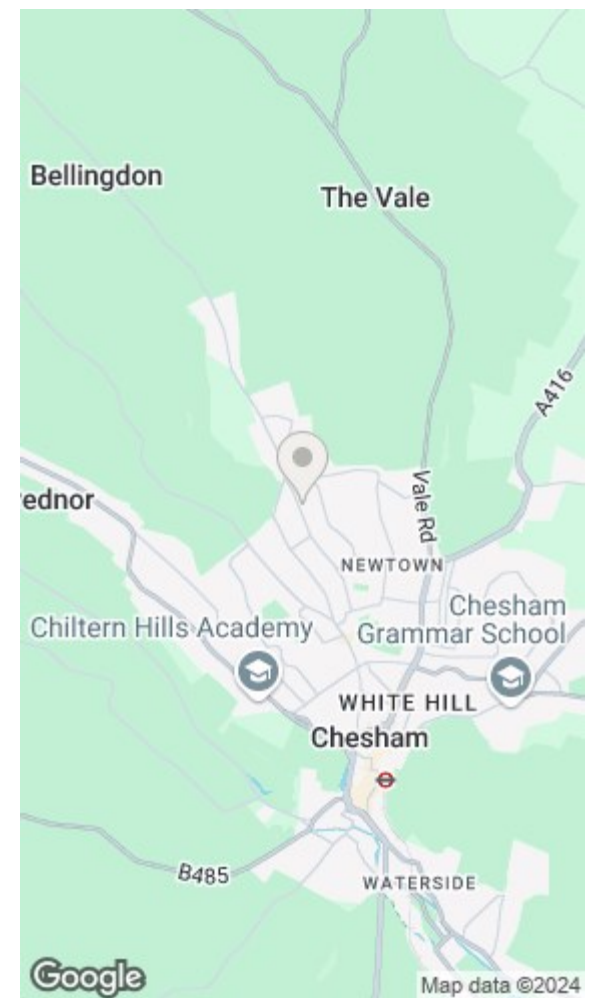 Bellingdon
The Vale
A416
rednor
Vale Rd
NEWTOWN
Chesham
Grammar School
Chiltern Hills Academy
WHITE HILL
Chesham
B485
WATERSIDE
Google
Map data ©2024